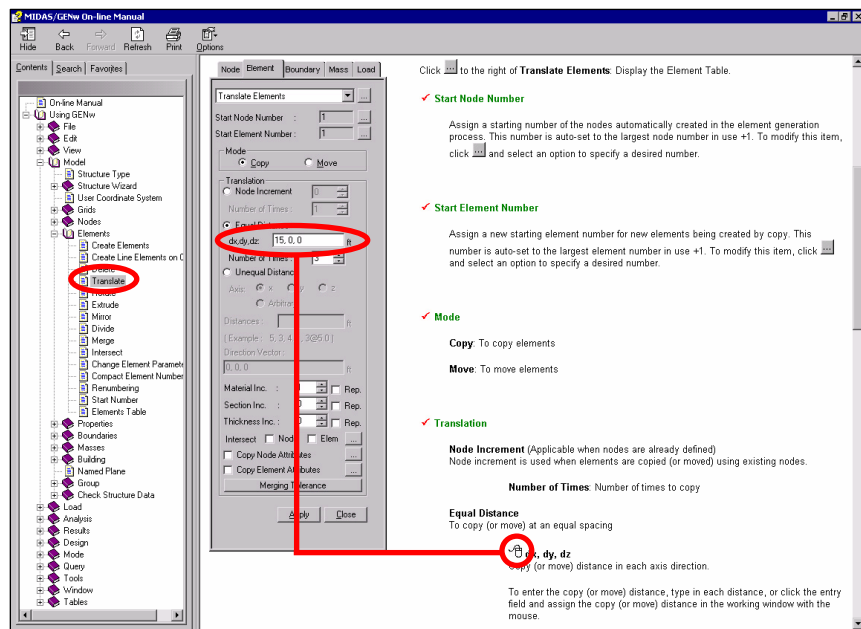 MIDAS/GENw On-line Manual
Hide Back Forward Refresh Print Options
Contents Search Favorites
On-line Manual
Using GENw
File
Edit
View
Model
Structure Type
Structure Wizard
User Coordinate System
Grids
Nodes
Elements
Create Elements
Create Line Elements on C
Delete
Translate
Rotate
Extrude
Mirror
Divide
Merge
Intersect
Change Element Paramete
Compact Element Number
Renumbering
Start Number
Elements Table
Properties
Boundaries
Masses
Building
Named Plane
Group
Check Structure Data
Load
Analysis
Results
Design
Mode
Query
Tools
Window
Tables
Node Element Boundary Mass Load
Translate Elements ...
Start Node Number : 1 ...
Start Element Number : 1 ...
Mode
Copy Move
Translation
Node Increment 0
Number of Times : 1
Equal Distance
dx,dy,dz: 15, 0, 0 ft
Number of Times : 3
Unequal Distance
Axis: x y z
Arbitrary
Distances : ft
( Example : 5, 3, 4. , 3@5.0 )
Direction Vector :
0, 0, 0 ft
Material Inc. : Rep.
Section Inc. : 0 Rep.
Thickness Inc. : 0 Rep.
Intersect Node Elem ...
Copy Node Attributes ...
Copy Element Attributes ...
Merging Tolerance
Apply Close
Click ... to the right of Translate Elements: Display the Element Table.
Start Node Number
Assign a starting number of the nodes automatically created in the element generation
process. This number is auto-set to the largest node number in use +1. To modify this item,
click ... and select an option to specify a desired number.
Start Element Number
Assign a new starting element number for new elements being created by copy. This
number is auto-set to the largest element number in use +1. To modify this item, click ...
and select an option to specify a desired number.
Mode
Copy: To copy elements
Move: To move elements
Translation
Node Increment (Applicable when nodes are already defined)
Node increment is used when elements are copied (or moved) using existing nodes.
Number of Times: Number of times to copy
Equal Distance
To copy (or move) at an equal spacing
dx, dy, dz
Copy (or move) distance in each axis direction.
To enter the copy (or move) distance, type in each distance, or click the entry
field and assign the copy (or move) distance in the working window with the
mouse.